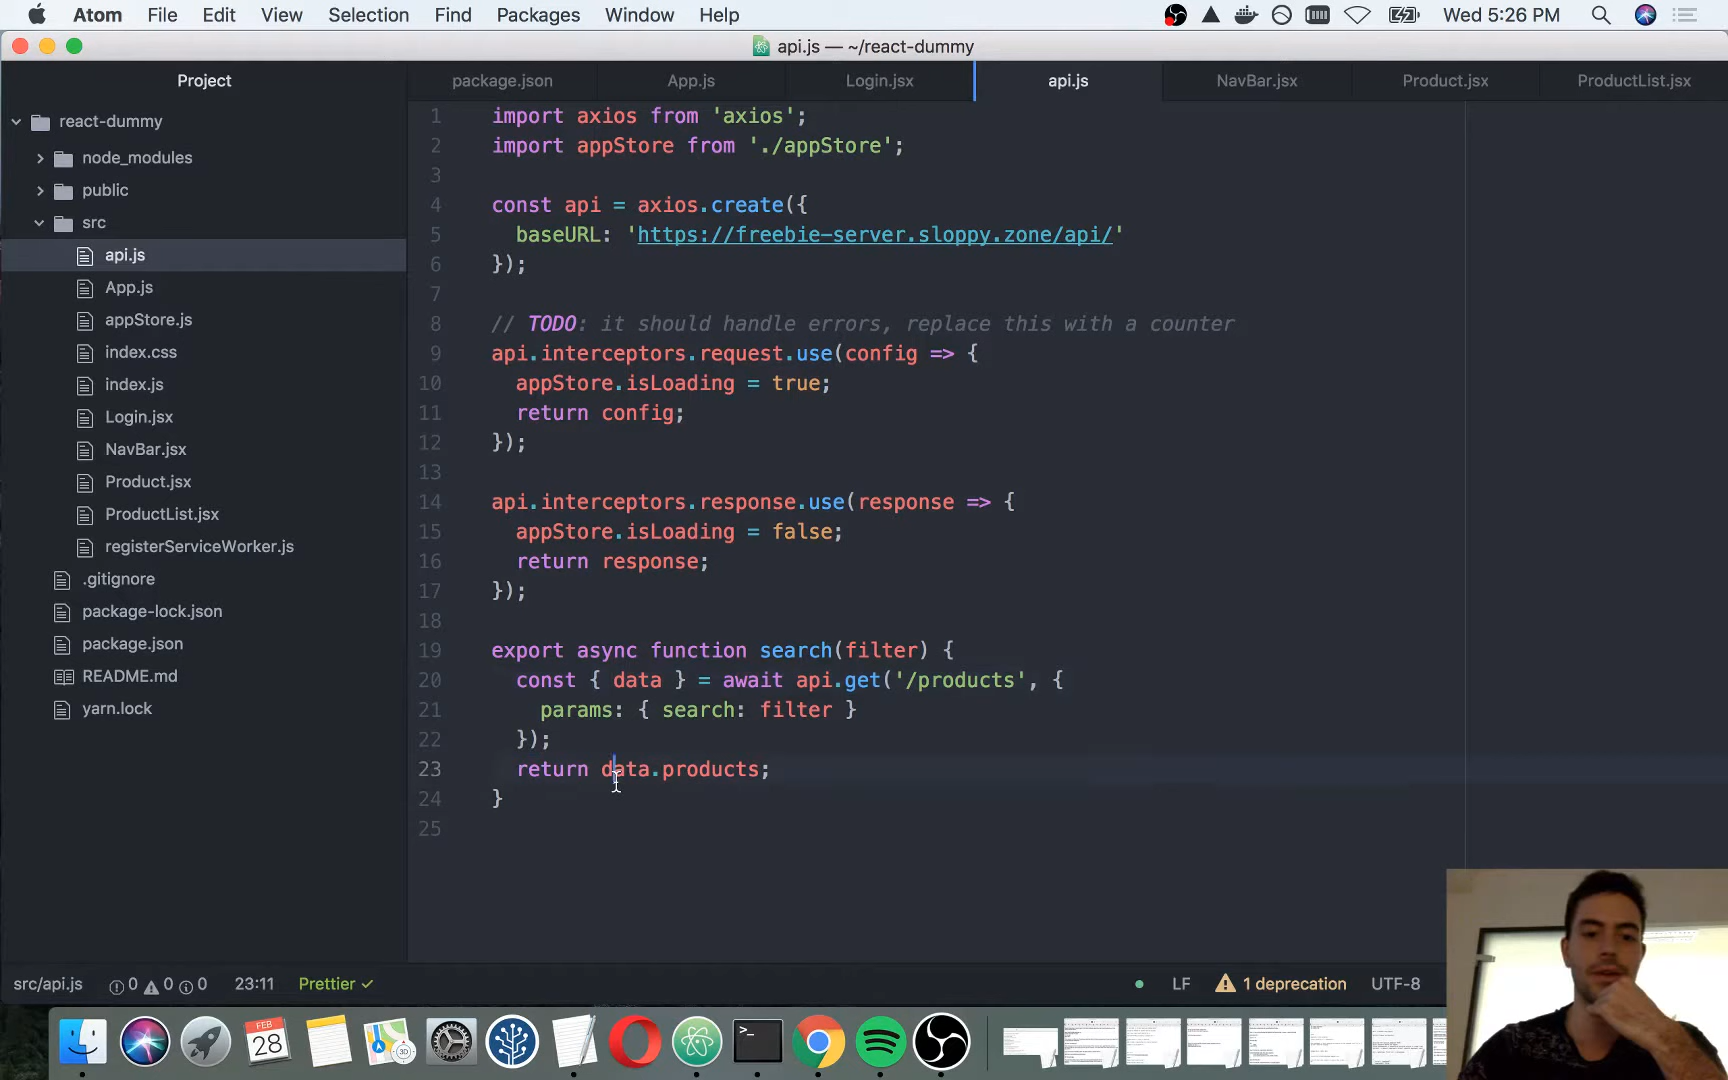 Atom File Edit View Selection Find Packages Window Help Wed 5:26 PM
api.js — ~/react-dummy
Project
package.json App.js Login.jsx api.js NavBar.jsx Product.jsx ProductList.jsx
react-dummy
node_modules
public
src
api.js
App.js
appStore.js
index.css
index.js
Login.jsx
NavBar.jsx
Product.jsx
ProductList.jsx
registerServiceWorker.js
.gitignore
package-lock.json
package.json
README.md
yarn.lock
1 import axios from 'axios';
2 import appStore from './appStore';
3
4 const api = axios.create({
5 baseURL: 'https://freebie-server.sloppy.zone/api/'
6 });
7
8 // TODO: it should handle errors, replace this with a counter
9 api.interceptors.request.use(config => {
10 appStore.isLoading = true;
11 return config;
12 });
13
14 api.interceptors.response.use(response => {
15 appStore.isLoading = false;
16 return response;
17 });
18
19 export async function search(filter) {
20 const { data } = await api.get('/products', {
21 params: { search: filter }
22 });
23 return data.products;
24 }
25
src/api.js 0 0 0 23:11 Prettier ✓ LF 1 deprecation UTF-8
FEB
28
3D
>_